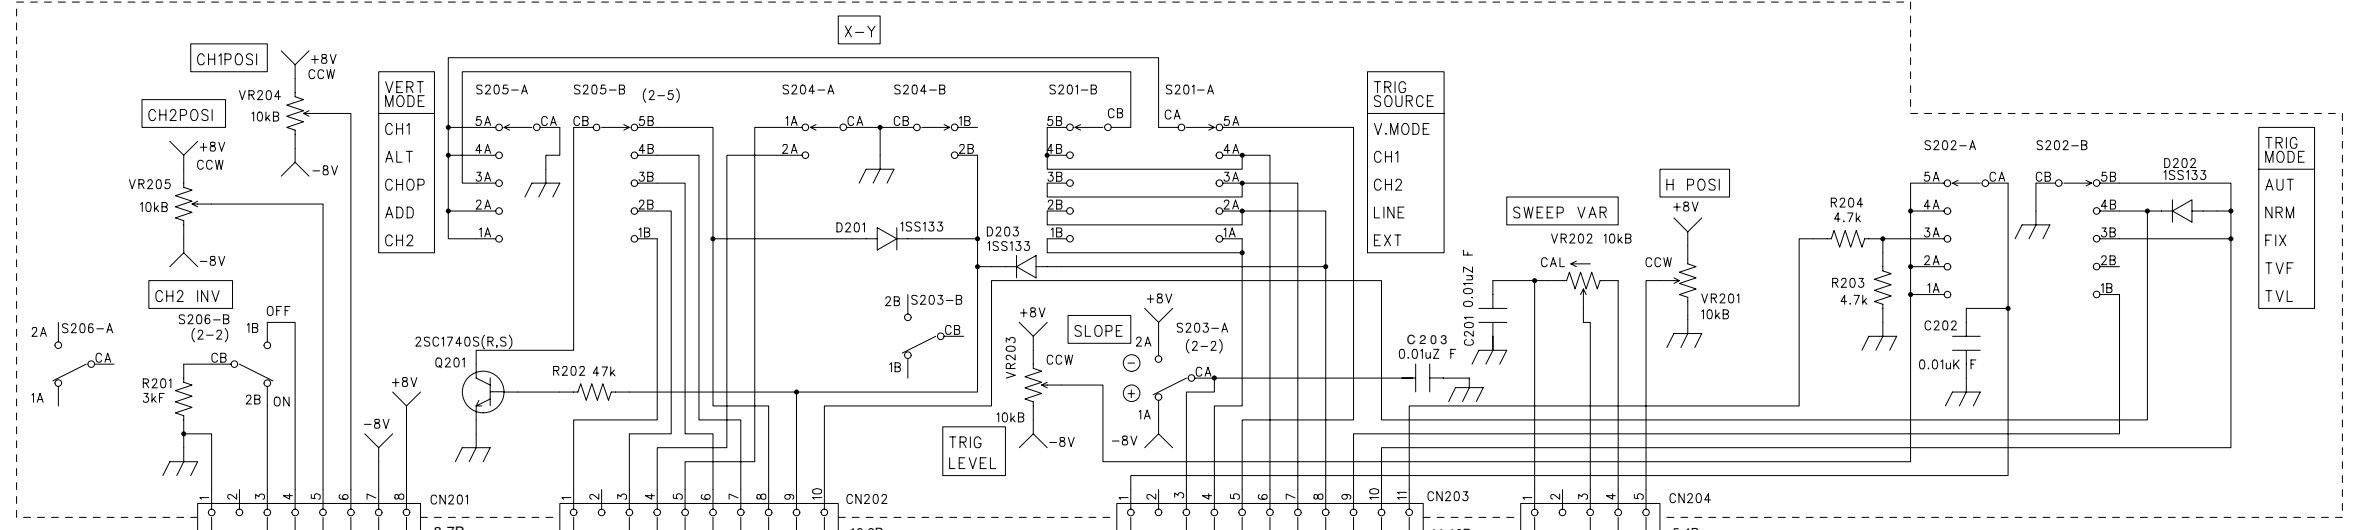 X-Y
CH1POSI
+8V
CCW
VR204
10kB
-8V
CH2POSI
+8V
CCW
VR205
10kB
-8V
CH2 INV
S206-B
(2-2)
OFF
1B
2A
S206-A
CA
1A
CB
R201
3kF
2B
ON
-8V
+8V
1
2
3
4
5
6
7
8
CN201
VERT
MODE
CH1
ALT
CHOP
ADD
CH2
S205-A
5A
CA
4A
3A
2A
1A
S205-B
(2-5)
CB
5B
4B
3B
2B
1B
S204-A
1A
CA
2A
S204-B
CB
1B
2B
D201
1SS133
D203
1SS133
2SC1740S(R,S)
Q201
R202 47k
2B
S203-B
CB
1B
1
2
3
4
5
6
7
8
9
10
CN202
S201-B
5B
CB
4B
3B
2B
1B
S201-A
CA
5A
4A
3A
2A
1A
TRIG
SOURCE
V.MODE
CH1
CH2
LINE
EXT
+8V
VR203
CCW
10kB
-8V
TRIG
LEVEL
SLOPE
+8V
S203-A
(2-2)
2A
−
+
CA
1A
-8V
C203
0.01uZ F
C201 0.01uZ F
1
2
3
4
5
6
7
8
9
10
11
CN203
SWEEP VAR
VR202 10kB
CAL
H POSI
+8V
CCW
VR201
10kB
1
2
3
4
5
CN204
R204
4.7k
R203
4.7k
S202-A
5A
CA
4A
3A
2A
1A
C202
0.01uK F
S202-B
CB
5B
4B
3B
2B
1B
D202
1SS133
TRIG
MODE
AUT
NRM
FIX
TVF
TVL